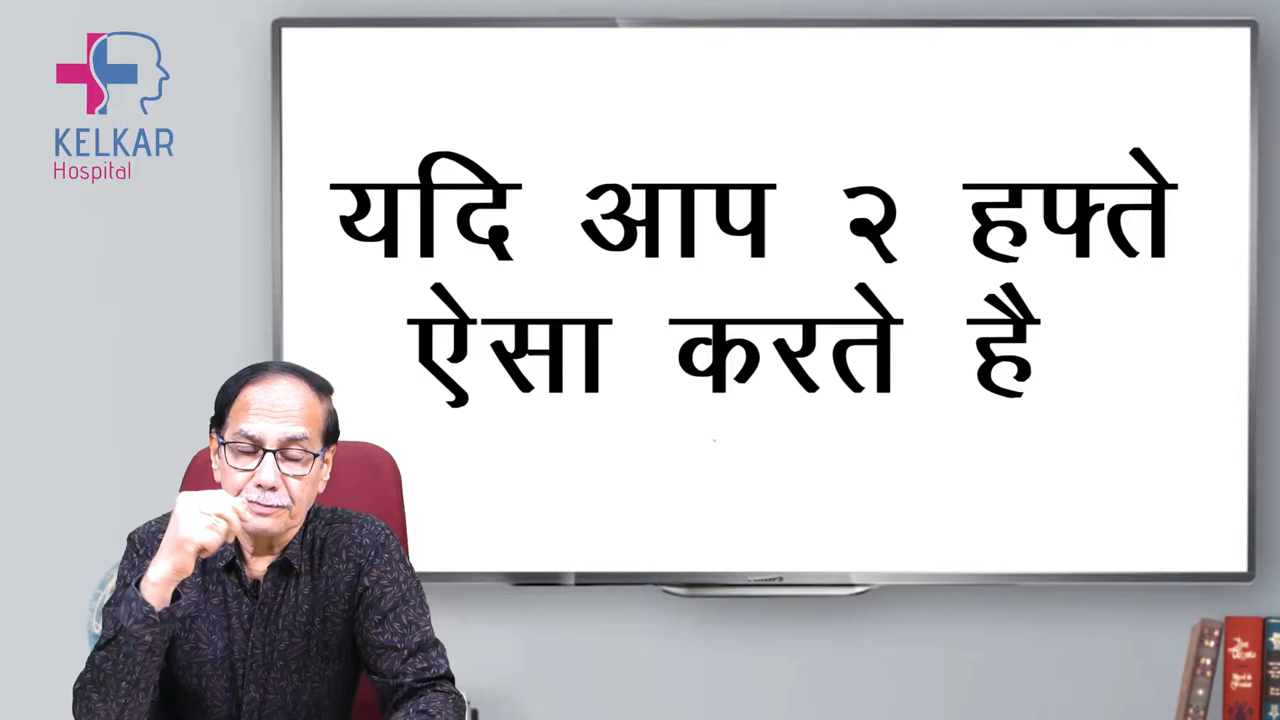 KELKAR
Hospital
यदि आप २ हफ्ते
ऐसा करते है